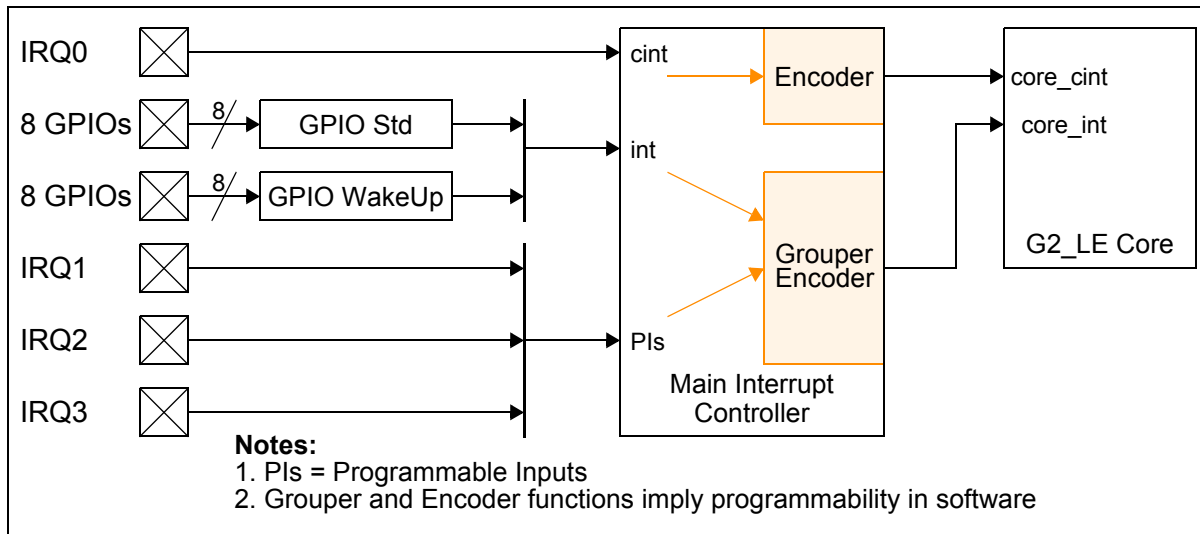 IRQ0
8 GPIOs
8
GPIO Std
8 GPIOs
8
GPIO WakeUp
IRQ1
IRQ2
IRQ3
cint
int
PIs
Encoder
Grouper
Encoder
Main Interrupt
Controller
core_cint
core_int
G2_LE Core
Notes:
1. PIs = Programmable Inputs
2. Grouper and Encoder functions imply programmability in software